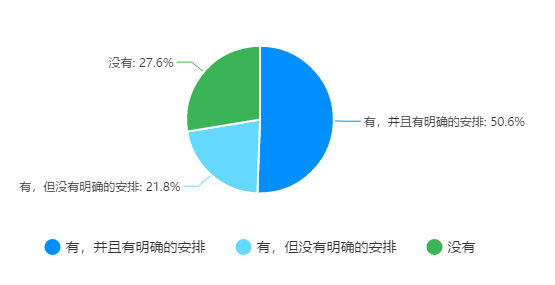 没有: 27.6%
有，并且有明确的安排: 50.6%
有，但没有明确的安排: 21.8%
有，并且有明确的安排
有，但没有明确的安排
没有